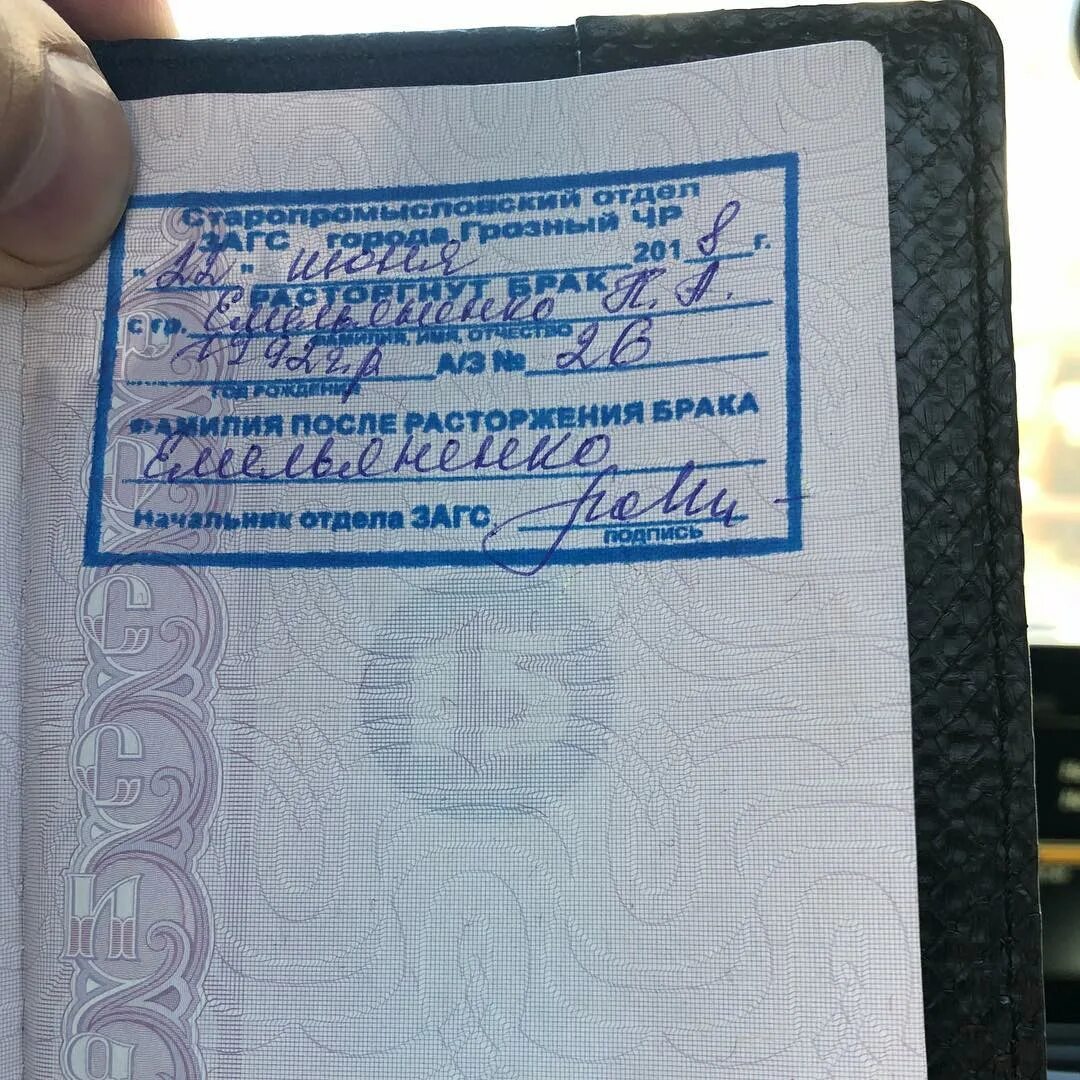 Старопромысловский отдел
ЗАГС города Грозный ЧР
"22" июня 2018 г.
РАСТОРГНУТ БРАК
с гр. Емельяненко П. А.
ФАМИЛИЯ, ИМЯ, ОТЧЕСТВО
1992 г.р А/З № 26
ГОД РОЖДЕНИЯ
ФАМИЛИЯ ПОСЛЕ РАСТОРЖЕНИЯ БРАКА
Емельяненко
Начальник отдела ЗАГС
подпись